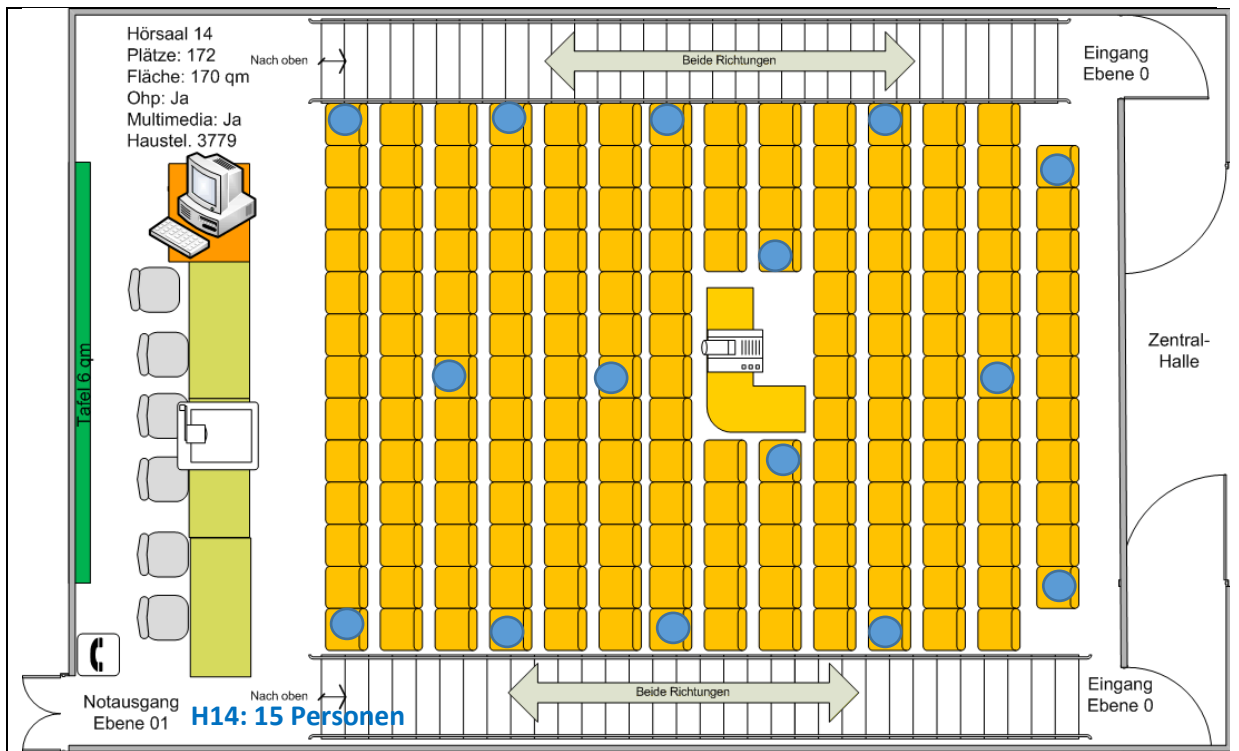 Hörsaal 14
Plätze: 172
Fläche: 170 qm
Ohp: Ja
Multimedia: Ja
Haustel. 3779
Nach oben
Beide Richtungen
Eingang
Ebene 0
Tafel 6 qm
Zentral-
Halle
Notausgang
Ebene 01
Nach oben
H14: 15 Personen
Beide Richtungen
Eingang
Ebene 0